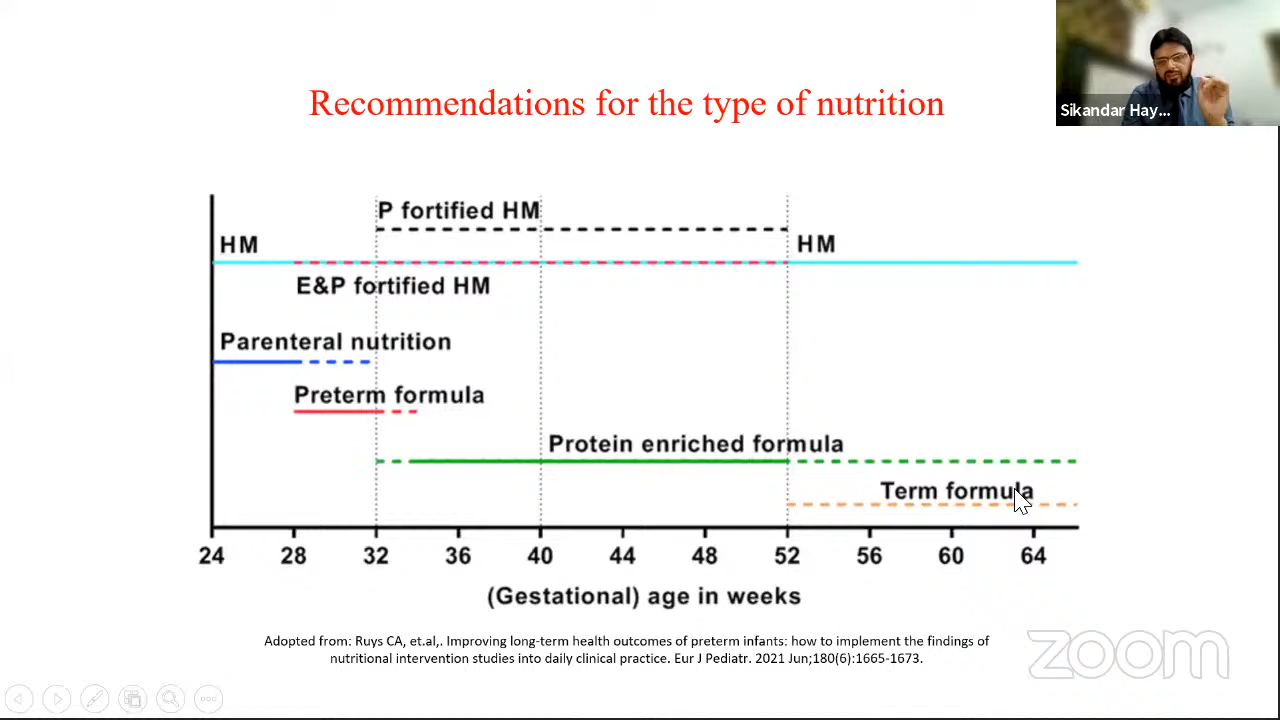 Sikandar Hay...
Recommendations for the type of nutrition
P fortified HM
HM
HM
E&P fortified HM
Parenteral nutrition
Preterm formula
Protein enriched formula
Term formula
24 28 32 36 40 44 48 52 56 60 64
(Gestational) age in weeks
Adopted from: Ruys CA, et.al,. Improving long-term health outcomes of preterm infants: how to implement the findings of
nutritional intervention studies into daily clinical practice. Eur J Pediatr. 2021 Jun;180(6):1665-1673.
zoom